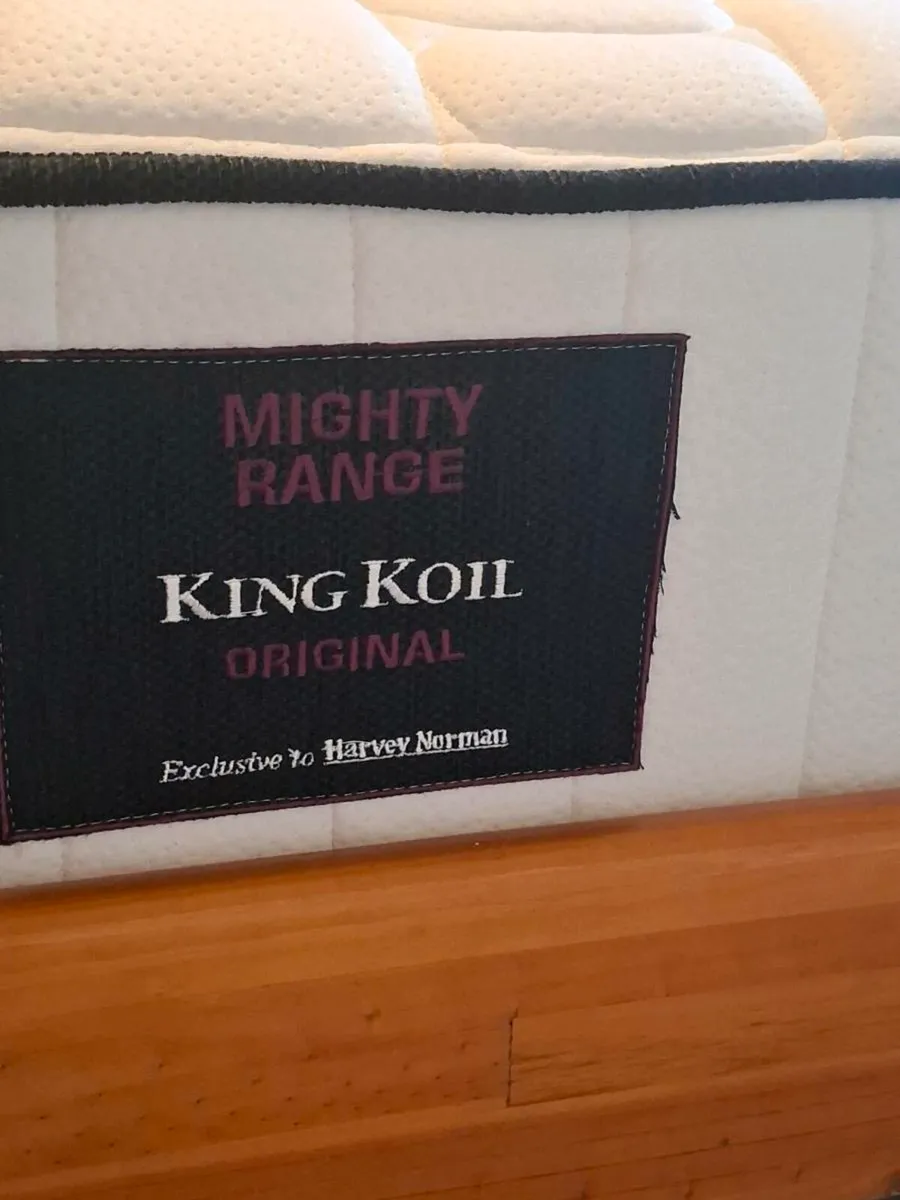 MIGHTY
RANGE
KING KOIL
ORIGINAL
Exclusive to Harvey Norman